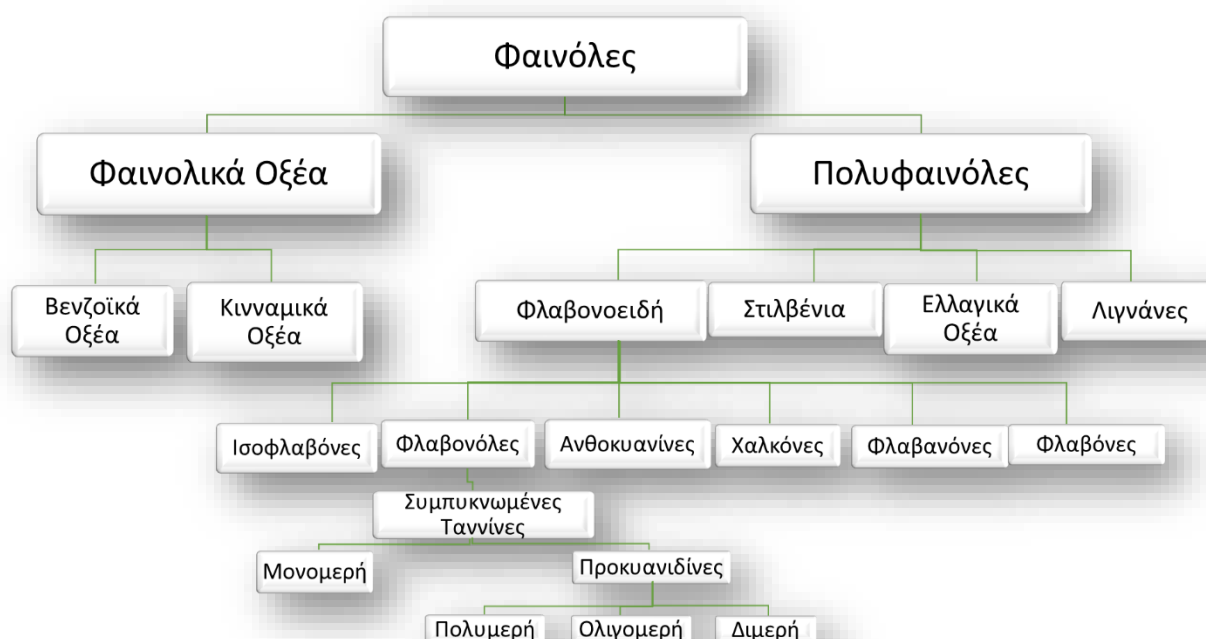 Φαινόλες
Φαινολικά Οξέα
Πολυφαινόλες
Βενζοϊκά
Οξέα
Κινναμικά
Οξέα
Φλαβονοειδή
Στιλβένια
Ελλαγικά
Οξέα
Λιγνάνες
Ισοφλαβόνες
Φλαβονόλες
Ανθοκυανίνες
Χαλκόνες
Φλαβανόνες
Φλαβόνες
Συμπυκνωμένες
Ταννίνες
Μονομερή
Προκυανιδίνες
Πολυμερή
Ολιγομερή
Διμερή